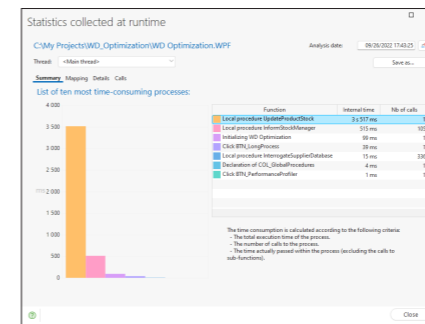 Statistics collected at runtime
C:\My Projects\WD_Optimization\WD Optimization.WPF
Analysis date:
09/26/2022 17:43:25
Thread:
<Main thread>
Save as...
Summary Mapping Details Calls
List of ten most time-consuming processes:
4 000
3 500
3 000
2 500
2 000
1 500
1 000
500
0
Function Internal time Nb of calls
Local procedure UpdateProductStock 3 s 517 ms 1
Local procedure InformStockManager 515 ms
Initializing WD Optimization 99 ms 1
Click BTN_LongProcess 39 ms 1
Local procedure InterrogateSupplierDatabase 15 ms 336
Declaration of COL_GlobalProcedures 4 ms 1
Click BTN_PerformanceProfiler 1 ms 1
The time consumption is calculated according to the following criteria:
- The total execution time of the process.
- The number of calls to the process.
- The time actually passed within the process (excluding the calls to
sub-functions).
Close